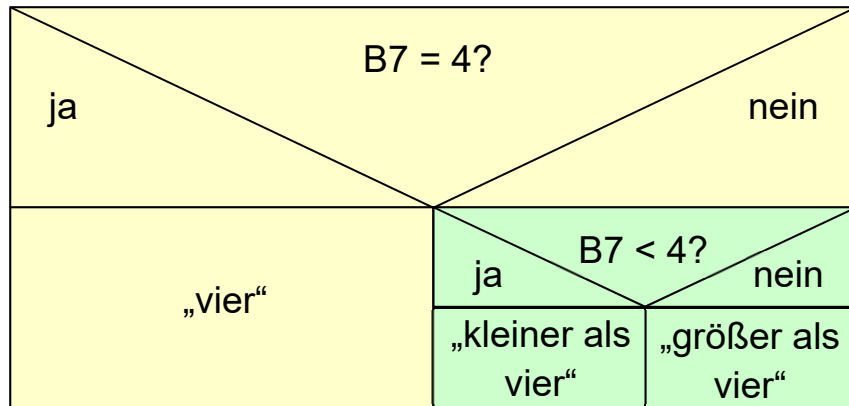 B7 = 4?
ja
nein
„vier“
B7 < 4?
ja
nein
„kleiner als
vier“
„größer als
vier“